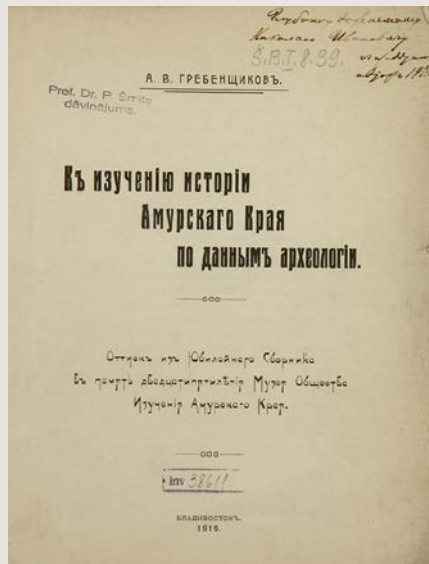 Š.B.I.8.39.
А. В. ГРЕБЕНЩИКОВЪ.
Prof. Dr. P. Šmita
dāvinājums.
Къ изученію исторіи
Амурскаго Края
по даннымъ археологіи.
Оттискъ изъ Юбилейнаго Сборника
въ память двадцатипятилѣтія Музея Общества
Изученія Амурскаго Края.
Inv 38611.
ВЛАДИВОСТОКЪ.
1916.